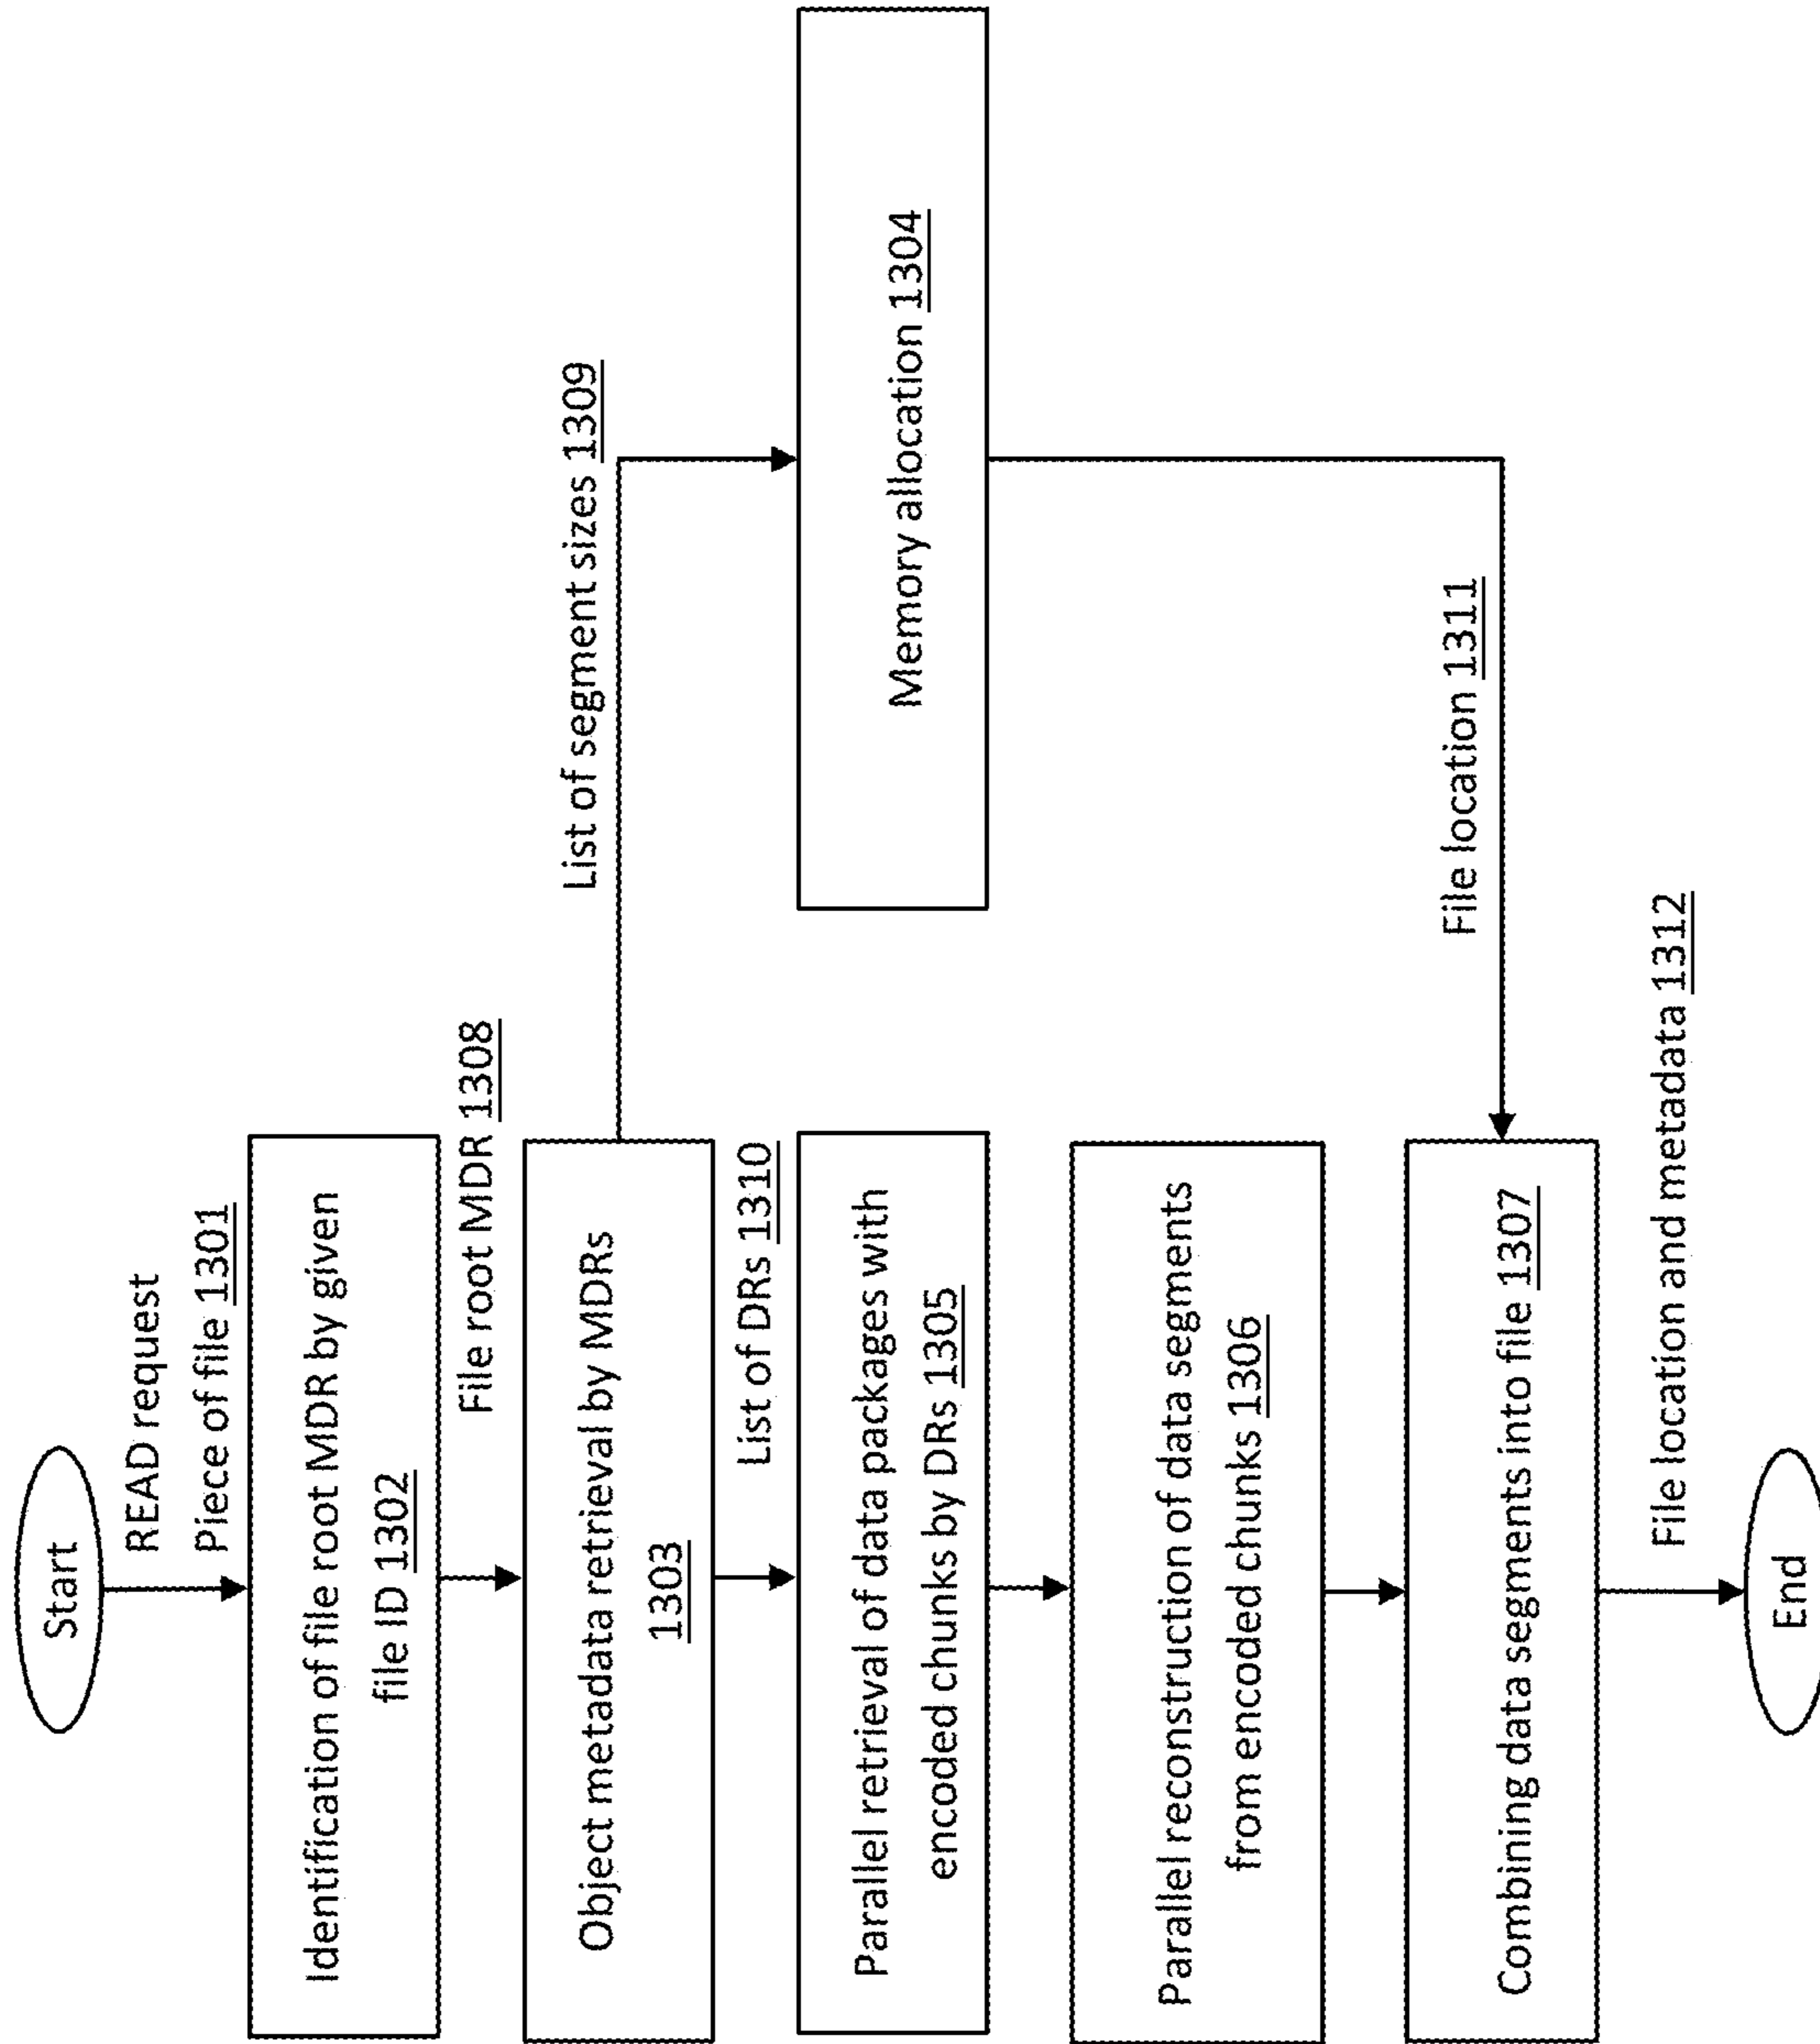 Start
READ request
Piece of file 1301
Identification of file root MDR by given
file ID 1302
File root MDR 1308
Object metadata retrieval by MDRs
1303
List of segment sizes 1309
List of DRs 1310
Memory allocation 1304
Parallel retrieval of data packages with
encoded chunks by DRs 1305
Parallel reconstruction of data segments
from encoded chunks 1306
File location 1311
Combining data segments into file 1307
File location and metadata 1312
End